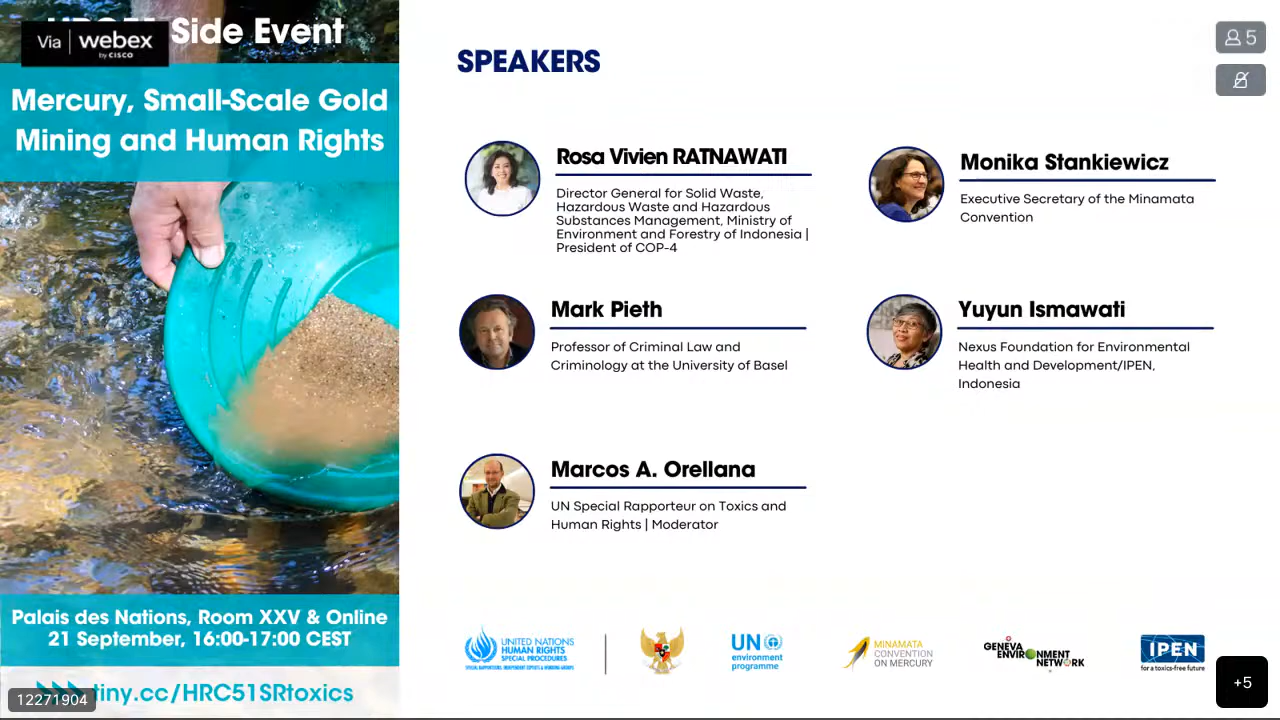 Side Event
Via webex
by CISCO
Mercury, Small-Scale Gold
Mining and Human Rights
Palais des Nations, Room XXV & Online
21 September, 16:00-17:00 CEST
tiny.cc/HRC51SRtoxics
12271904
SPEAKERS
Rosa Vivien RATNAWATI
Director General for Solid Waste,
Hazardous Waste and Hazardous
Substances Management, Ministry of
Environment and Forestry of Indonesia |
President of COP-4
Monika Stankiewicz
Executive Secretary of the Minamata
Convention
Mark Pieth
Professor of Criminal Law and
Criminology at the University of Basel
Yuyun Ismawati
Nexus Foundation for Environmental
Health and Development/IPEN,
Indonesia
Marcos A. Orellana
UN Special Rapporteur on Toxics and
Human Rights | Moderator
UNITED NATIONS
HUMAN RIGHTS
SPECIAL PROCEDURES
SPECIAL RAPPORTEURS, INDEPENDENT EXPERTS & WORKING GROUPS
UN
environment
programme
MINAMATA
CONVENTION
ON MERCURY
GENEVA
ENVIRONMENT
NETWORK
IPEN
for a toxics-free future
5
+5